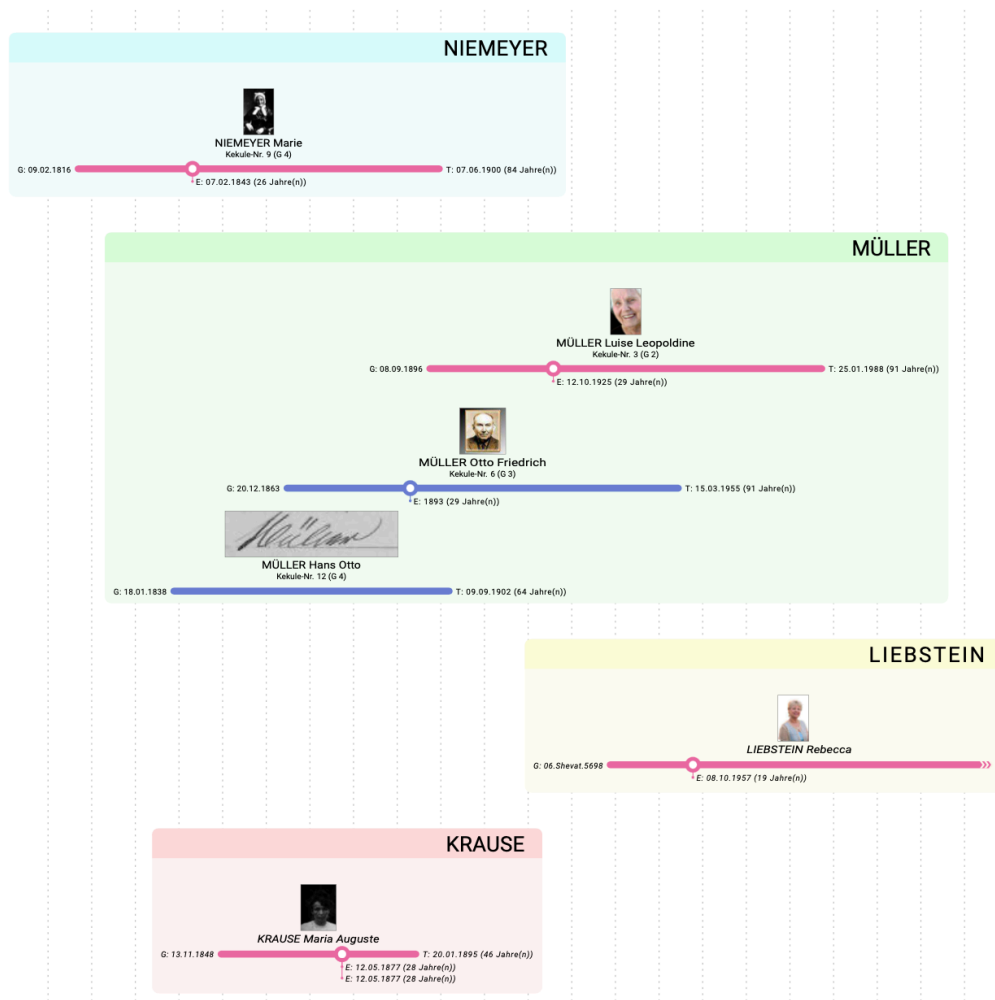 NIEMEYER
NIEMEYER Marie
Kekule-Nr. 9 (G 4)
G: 09.02.1816
T: 07.06.1900 (84 Jahre(n))
E: 07.02.1843 (26 Jahre(n))
MÜLLER
MÜLLER Luise Leopoldine
Kekule-Nr. 3 (G 2)
G: 08.09.1896
T: 25.01.1988 (91 Jahre(n))
E: 12.10.1925 (29 Jahre(n))
MÜLLER Otto Friedrich
Kekule-Nr. 6 (G 3)
G: 20.12.1863
T: 15.03.1955 (91 Jahre(n))
E: 1893 (29 Jahre(n))
Müller
MÜLLER Hans Otto
Kekule-Nr. 12 (G 4)
G: 18.01.1838
T: 09.09.1902 (64 Jahre(n))
LIEBSTEIN
LIEBSTEIN Rebecca
G: 06.Shevat.5698
E: 08.10.1957 (19 Jahre(n))
KRAUSE
KRAUSE Maria Auguste
G: 13.11.1848
T: 20.01.1895 (46 Jahre(n))
E: 12.05.1877 (28 Jahre(n))
E: 12.05.1877 (28 Jahre(n))